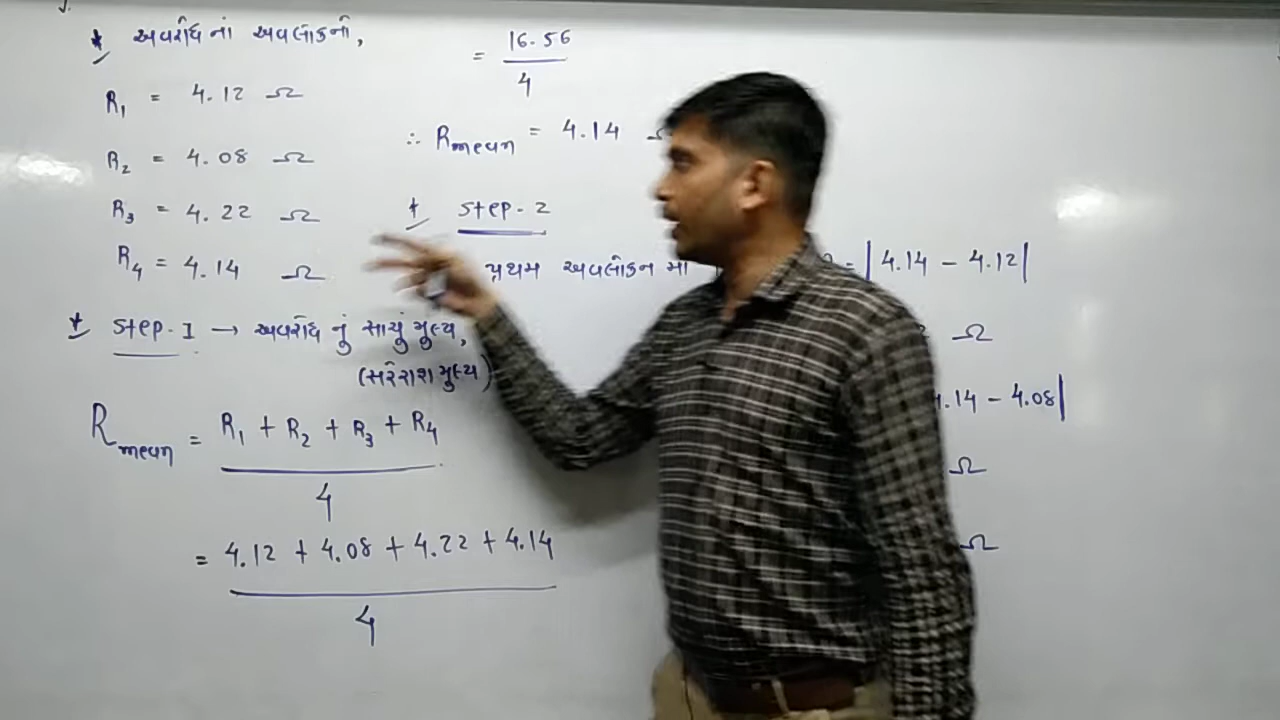 * અવરોધ નાં અવલોકનો,
R1 = 4.12 Ω
R2 = 4.08 Ω
R3 = 4.22 Ω
R4 = 4.14 Ω
* Step-I → અવરોધ નું સાચું મુલ્ય,
(સરેરાશ મુલ્ય)
Rmean = R1 + R2 + R3 + R4
4
= 4.12 + 4.08 + 4.22 + 4.14
4
= 16.56
4
∴ Rmean = 4.14 Ω
* Step-2
પ્રથમ અવલોકન માં = |4.14 - 4.12|
Ω
4.14 - 4.08|
Ω
Ω